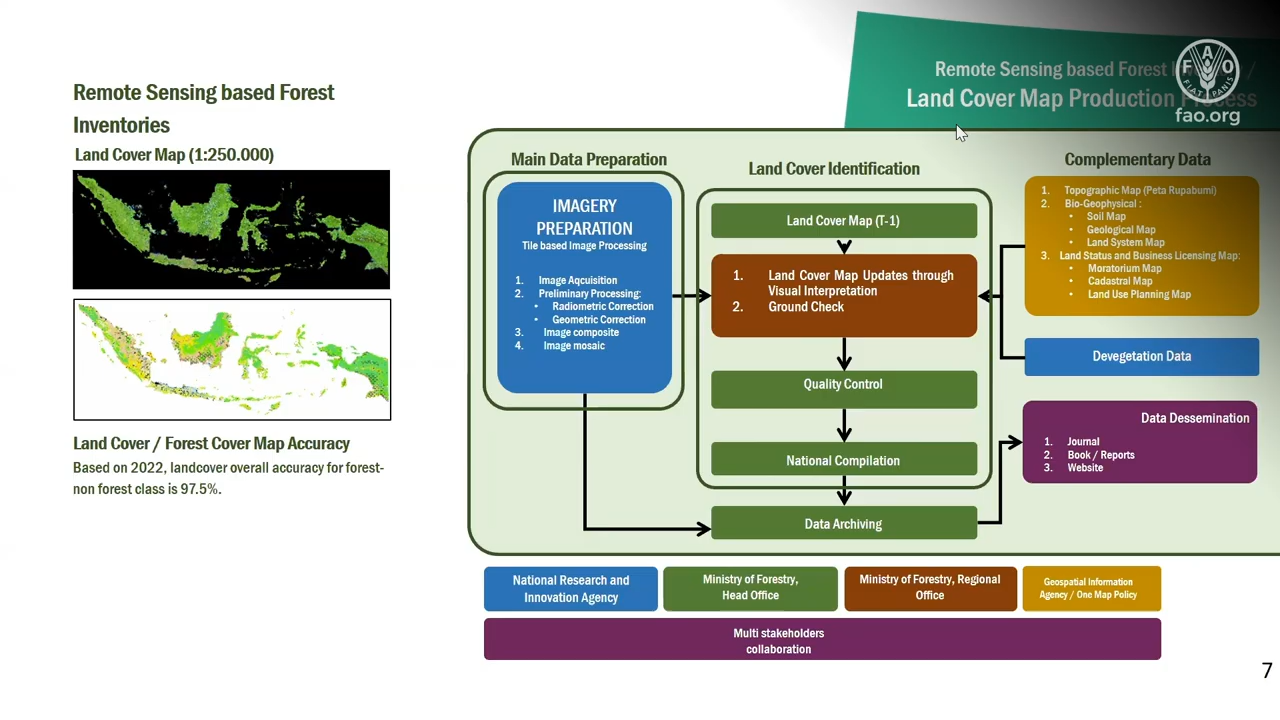 Remote Sensing based Forest
Inventories
Land Cover Map (1:250.000)
Land Cover / Forest Cover Map Accuracy
Based on 2022, landcover overall accuracy for forest-
non forest class is 97.5%.
Remote Sensing based Forest
Land Cover Map Production Process
FAO
FIAT PANIS
fao.org
Main Data Preparation
IMAGERY
PREPARATION
Tile based Image Processing
1. Image Aqcuisition
2. Preliminary Processing:
• Radiometric Correction
• Geometric Correction
3. Image composite
4. Image mosaic
Land Cover Identification
Land Cover Map (T-1)
1. Land Cover Map Updates through
Visual Interpretation
2. Ground Check
Quality Control
National Compilation
Data Archiving
Complementary Data
1. Topographic Map (Peta Rupabumi)
2. Bio-Geophysical :
• Soil Map
• Geological Map
• Land System Map
3. Land Status and Business Licensing Map:
• Moratorium Map
• Cadastral Map
• Land Use Planning Map
Devegetation Data
Data Dessemination
1. Journal
2. Book / Reports
3. Website
National Research and
Innovation Agency
Ministry of Forestry,
Head Office
Ministry of Forestry, Regional
Office
Geospatial Information
Agency / One Map Policy
Multi stakeholders
collaboration
7